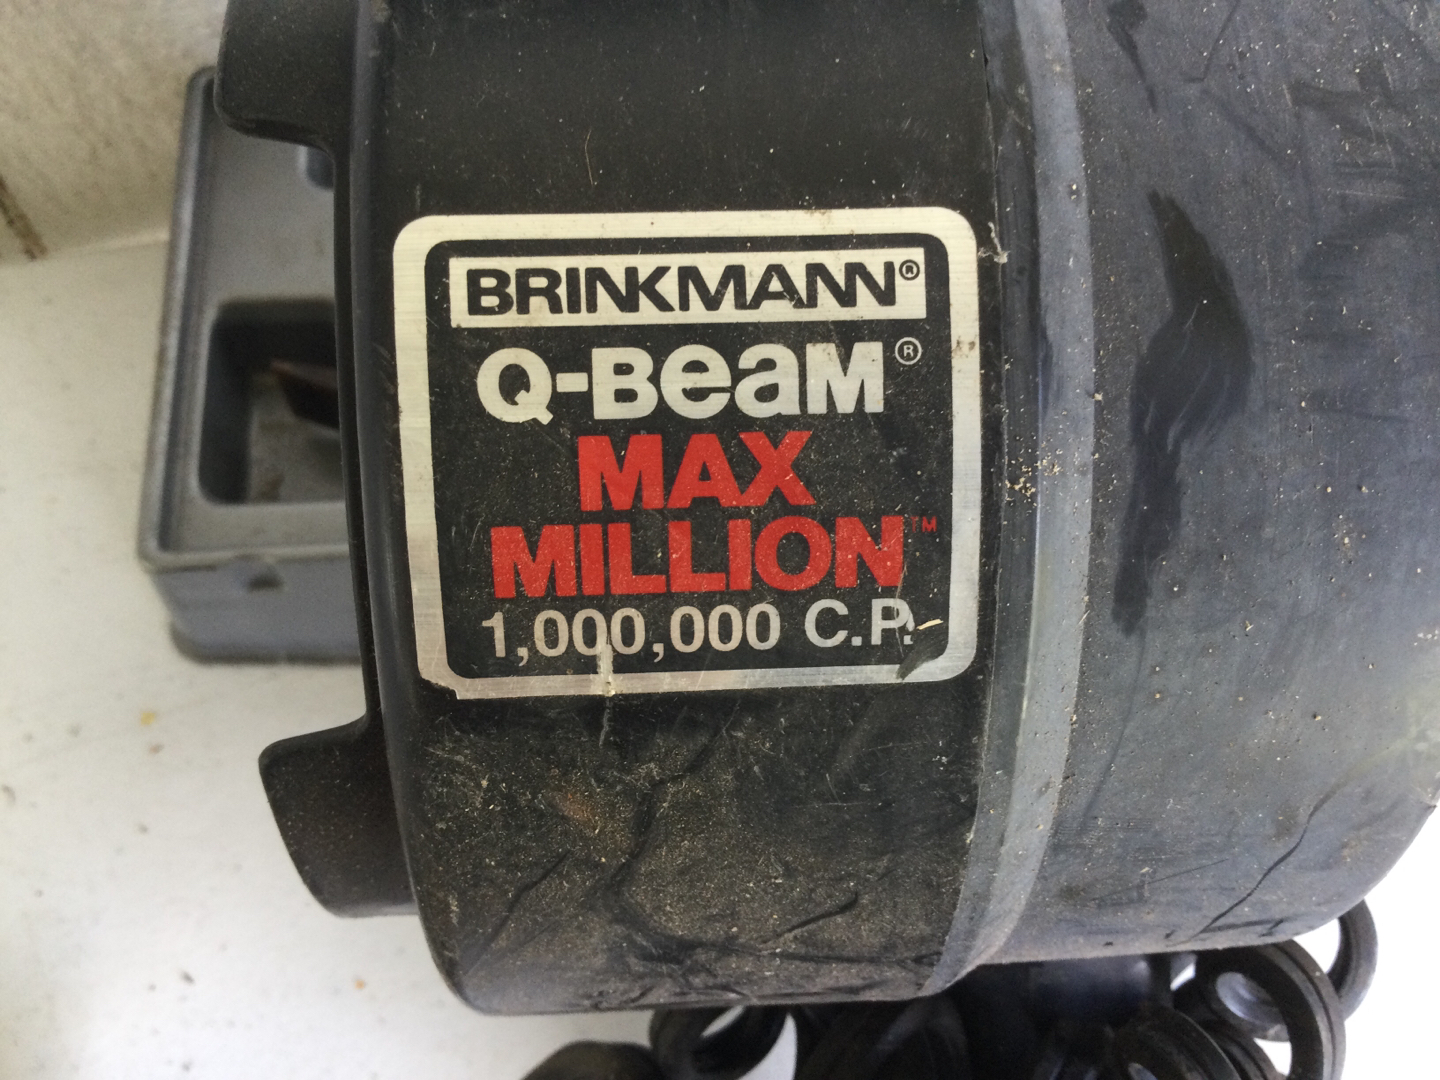 BRINKMANN®
Q-BEAM®
MAX
MILLION™
1,000,000 C.P.